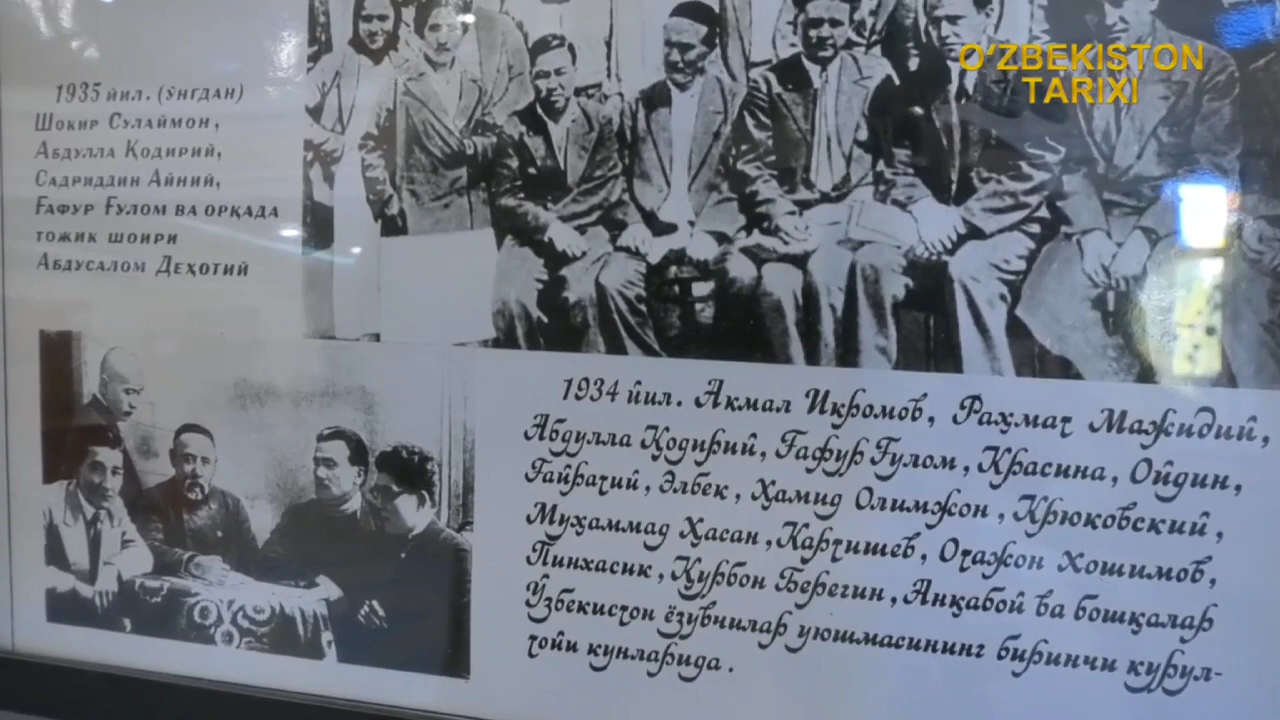 O‘ZBEKISTON
TARIXI
1935 йил. (ўнгдан)
Шокир Сулаймон,
Абдулла Қодирий,
Садриддин Айний,
Ғафур Ғулом ва орқада
тожик шоири
Абдусалом Деҳотий
1934 йил. Акмал Икромов, Раҳмат Мажидий,
Абдулла Қодирий, Ғафур Ғулом, Красина, Ойдин,
Ғайратий, Элбек, Ҳамид Олимжон, Крюковский,
Муҳаммад Ҳасан, Картишев, Отажон Хошимов,
Пинхасик, Қурбон Берегин, Анқабой ва бошқалар
Ўзбекистон ёзувчилар уюшмасининг биринчи қурул-
тойи кунларида.